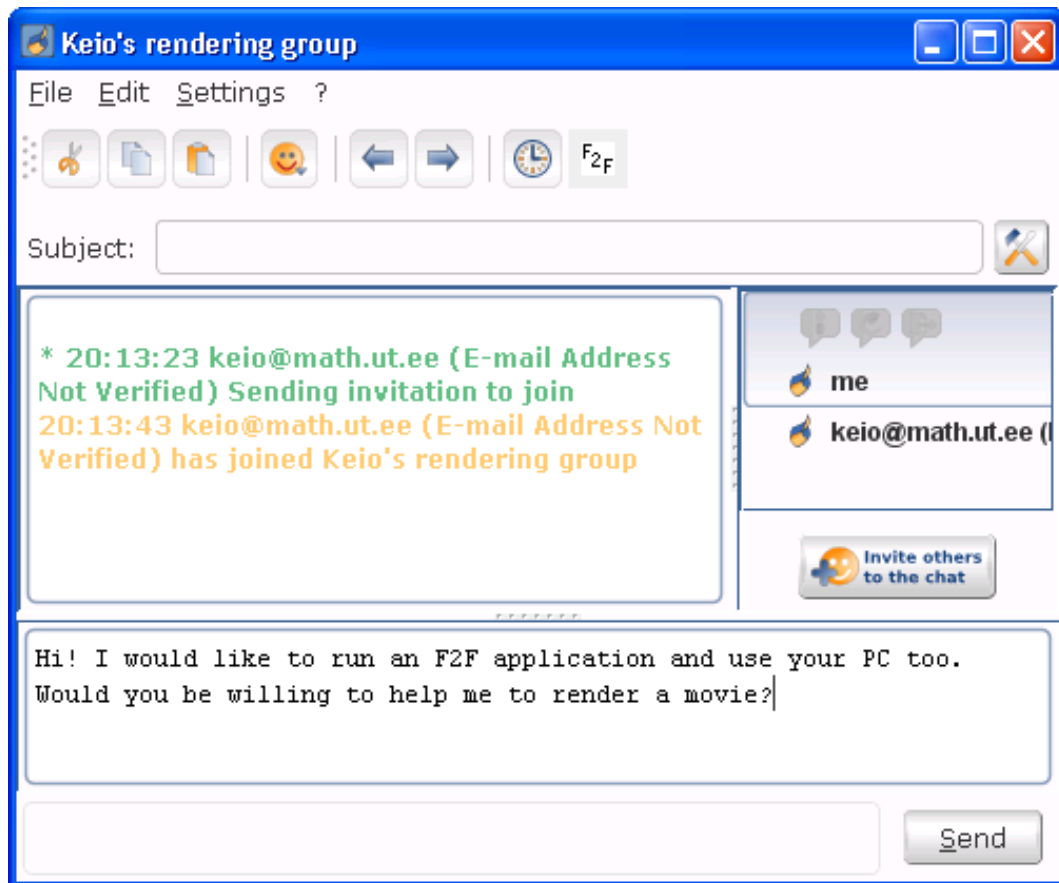 Keio's rendering group
File Edit Settings ?
F2F
Subject:
* 20:13:23 keio@math.ut.ee (E-mail Address
Not Verified) Sending invitation to join
20:13:43 keio@math.ut.ee (E-mail Address Not
Verified) has joined Keio's rendering group
me
keio@math.ut.ee (
Invite others
to the chat
Hi! I would like to run an F2F application and use your PC too.
Would you be willing to help me to render a movie?
Send